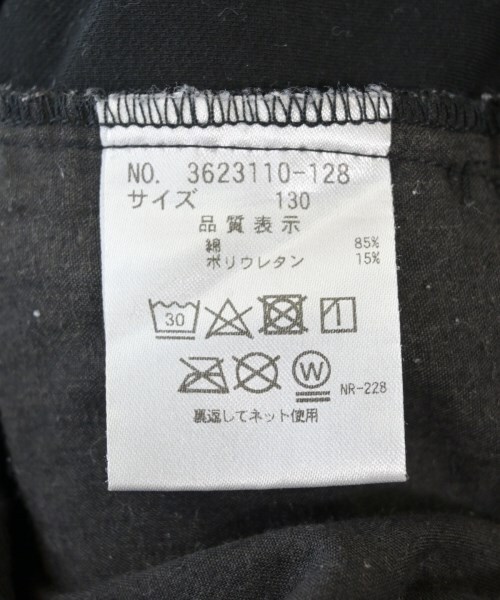 NO. 3623110-128
サイズ 130
品質表示
綿 85%
ポリウレタン 15%
30
W NR-228
裏返してネット使用